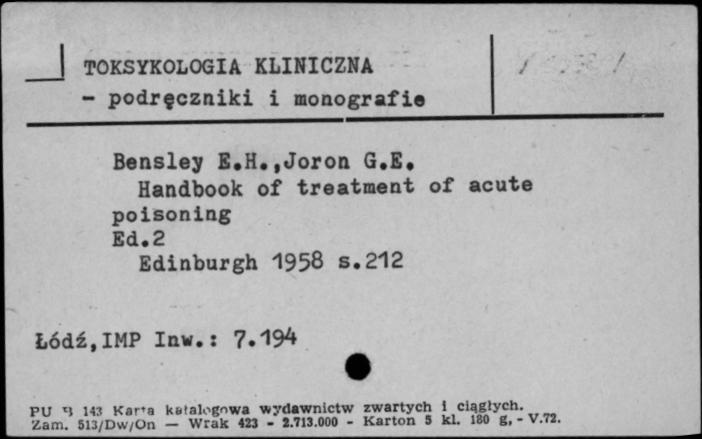 TOKSYKOLOGIA KLINICZNA
- podręczniki i monografie
Bensley E.H.,Joron G.E.
Handbook of treatment of acute
poisoning
Ed.2
Edinburgh 1958 s.212
Łódź,IMP Inw.: 7.194
PU B 143 Karta katalogowa wydawnictw zwartych i ciągłych.
Zam. 513/Dw/On — Wrak 423 - 2.713.000 - Karton 5 kl. 180 g, - V.72.